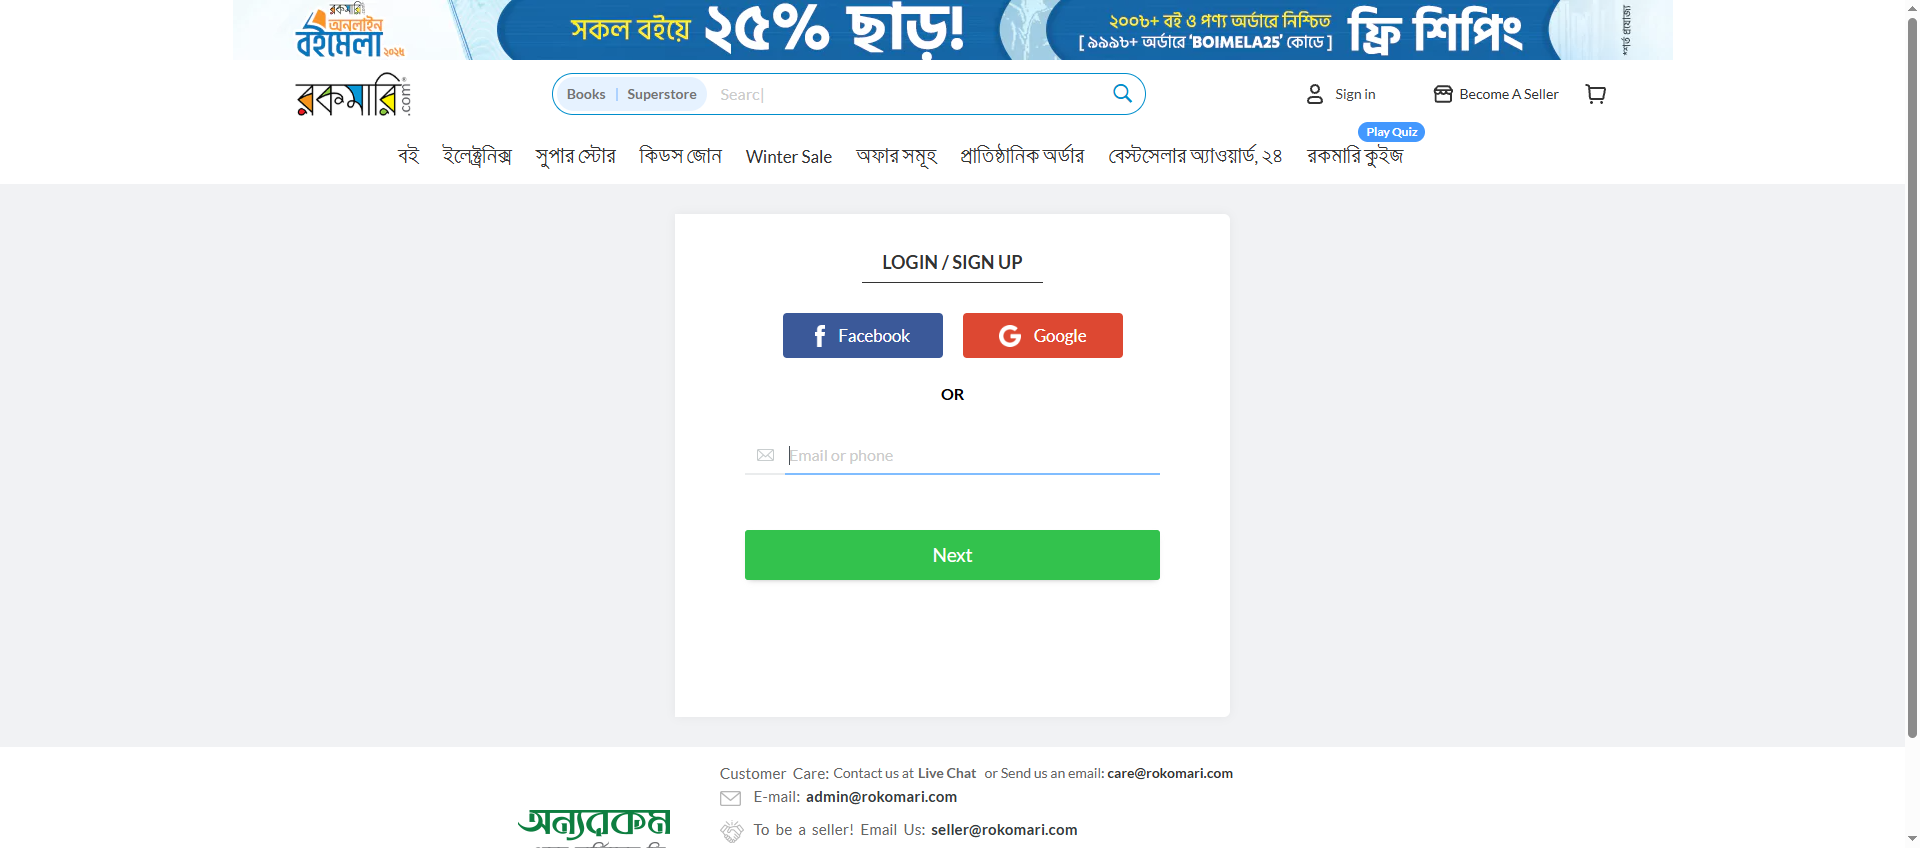 রকমারি
অনলাইন
বইমেলা ২০২৫
সকল বইয়ে ২৫% ছাড়!
২০০৮+ বই ও পণ্য অর্ডারে নিশ্চিত
[ ৯৯৯৮+ অর্ডারে ‘BOIMELA25’ কোডে ]
ফ্রি শিপিং
*শর্ত প্রযোজ্য
রকমারি.com
Books | Superstore
Searc
Sign in
Become A Seller
Play Quiz
বই ইলেক্ট্রনিক্স সুপার স্টোর কিডস জোন Winter Sale অফার সমূহ প্রাতিষ্ঠানিক অর্ডার বেস্টসেলার অ্যাওয়ার্ড, ২৪ রকমারি কুইজ
LOGIN / SIGN UP
Facebook
Google
OR
Email or phone
Next
Customer Care: Contact us at Live Chat or Send us an email: care@rokomari.com
E-mail: admin@rokomari.com
অন্যরকম
To be a seller! Email Us: seller@rokomari.com